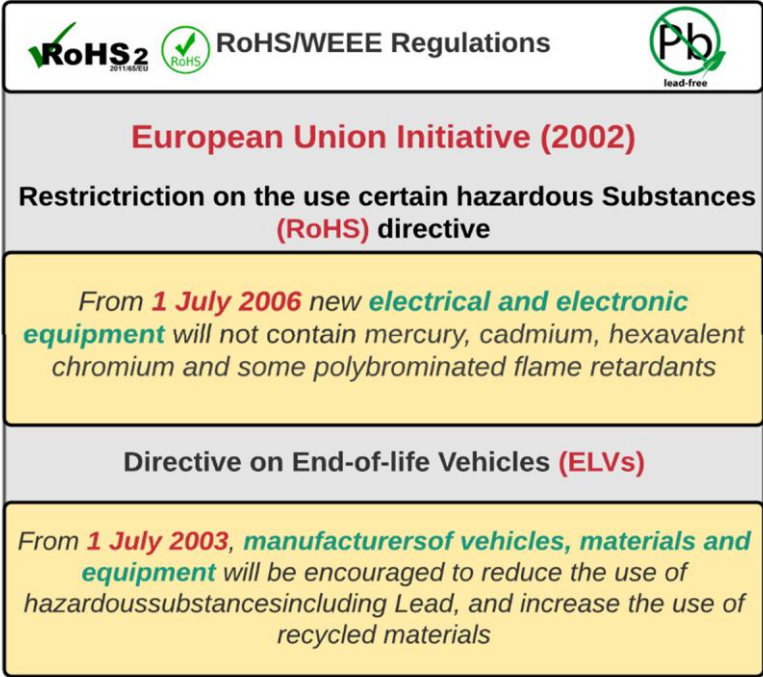 RoHS2
2011/65/EU
RoHS
RoHS/WEEE Regulations
Pb
lead-free
European Union Initiative (2002)
Restrictriction on the use certain hazardous Substances
(RoHS) directive
From 1 July 2006 new electrical and electronic
equipment will not contain mercury, cadmium, hexavalent
chromium and some polybrominated flame retardants
Directive on End-of-life Vehicles (ELVs)
From 1 July 2003, manufacturersof vehicles, materials and
equipment will be encouraged to reduce the use of
hazardoussubstancesincluding Lead, and increase the use of
recycled materials